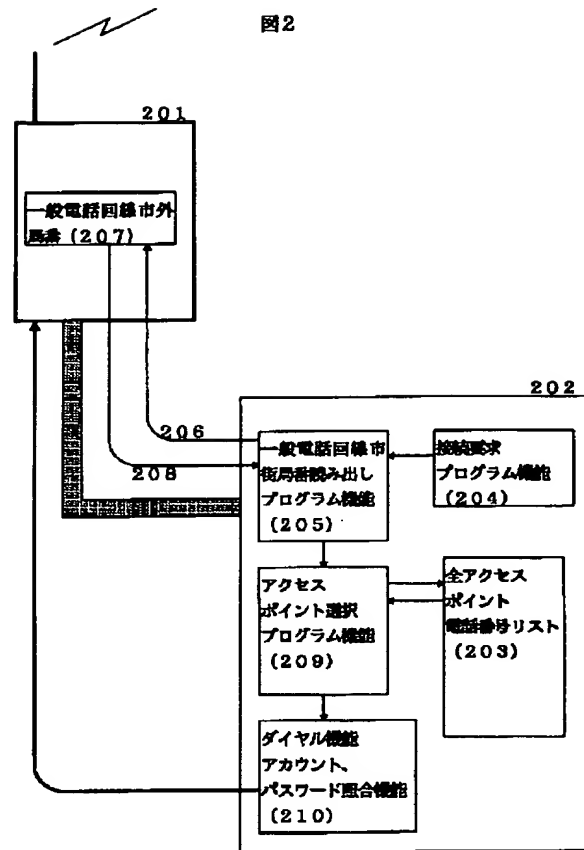 図2
201
一般電話回線市外
局番(207)
202
206
208
一般電話回線市
街局番読み出し
プログラム機能
(205)
接続要求
プログラム機能
(204)
アクセス
ポイント選択
プログラム機能
(209)
全アクセス
ポイント
電話番号リスト
(203)
ダイヤル機能
アカウント、
パスワード照合機能
(210)